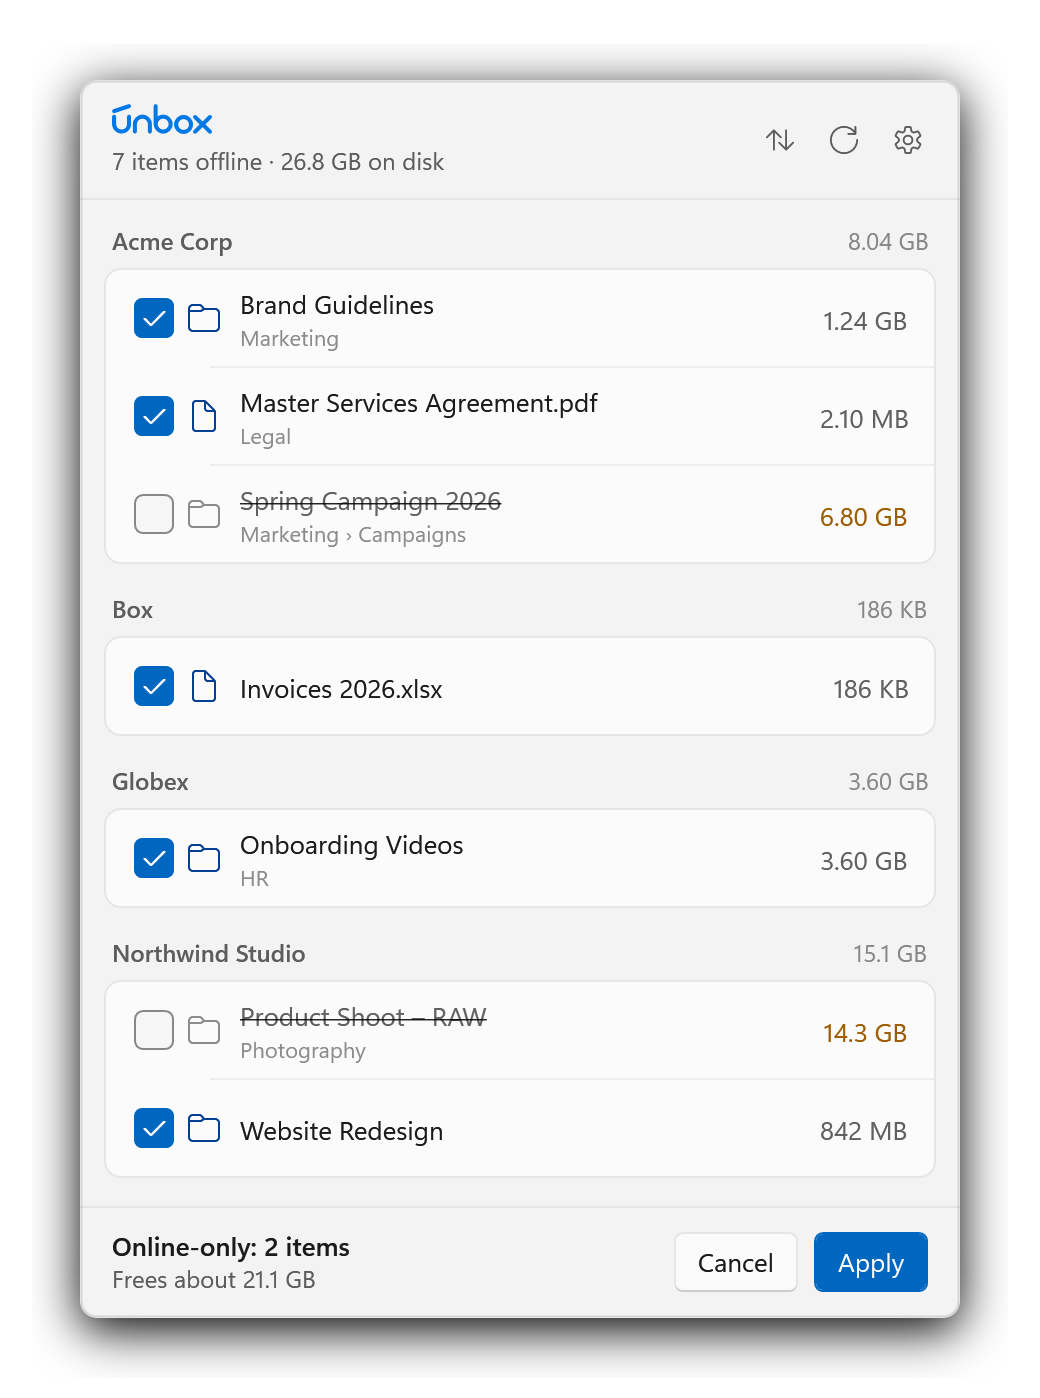 unbox
7 items offline · 26.8 GB on disk
Acme Corp 8.04 GB
Brand Guidelines
Marketing
1.24 GB
Master Services Agreement.pdf
Legal
2.10 MB
Spring Campaign 2026
Marketing › Campaigns
6.80 GB
Box 186 KB
Invoices 2026.xlsx 186 KB
Globex 3.60 GB
Onboarding Videos
HR
3.60 GB
Northwind Studio 15.1 GB
Product Shoot – RAW
Photography
14.3 GB
Website Redesign 842 MB
Online-only: 2 items
Frees about 21.1 GB
Cancel Apply